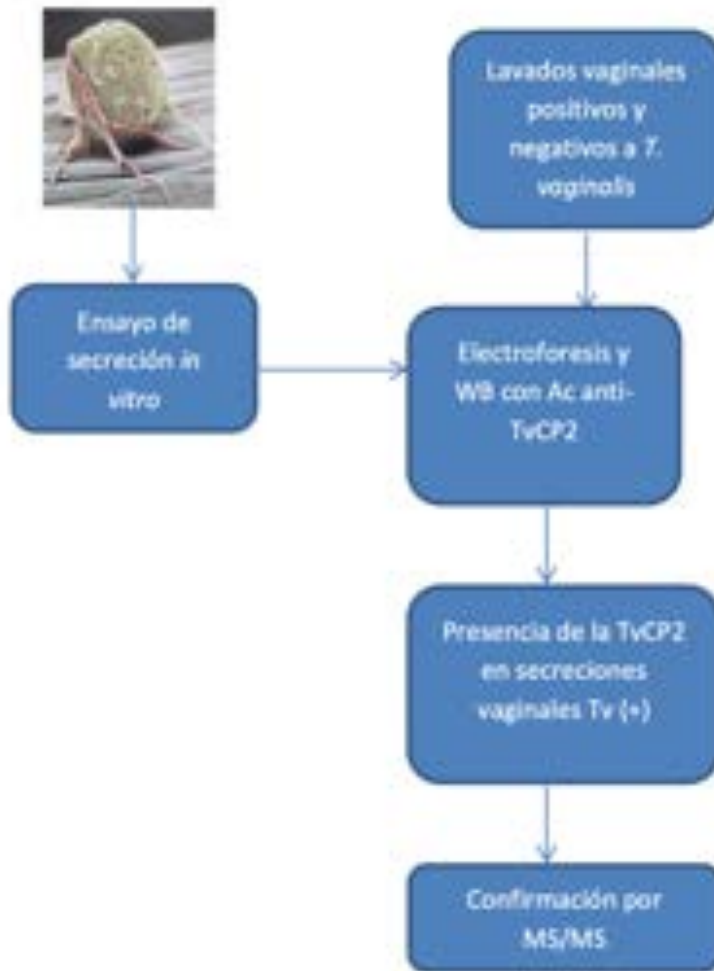 Lavados vaginales
positivos y
negativos a T.
vaginalis
Ensayo de
secreción in
vitro
Electroforesis y
WB con Ac anti-
TvCP2
Presencia de la TvCP2
en secreciones
vaginales Tv (+)
Confirmación por
MS/MS